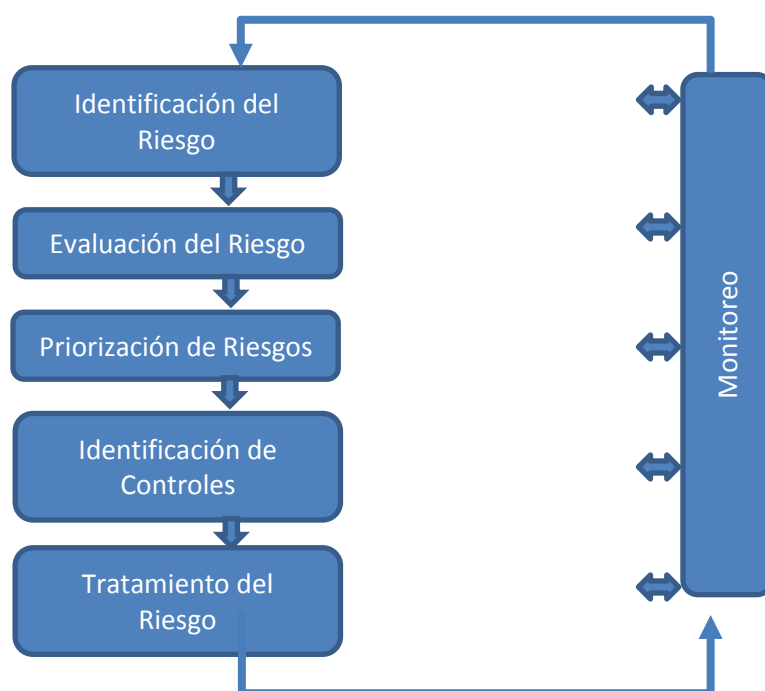 Identificación del
Riesgo
Evaluación del Riesgo
Priorización de Riesgos
Identificación de
Controles
Tratamiento del
Riesgo
Monitoreo